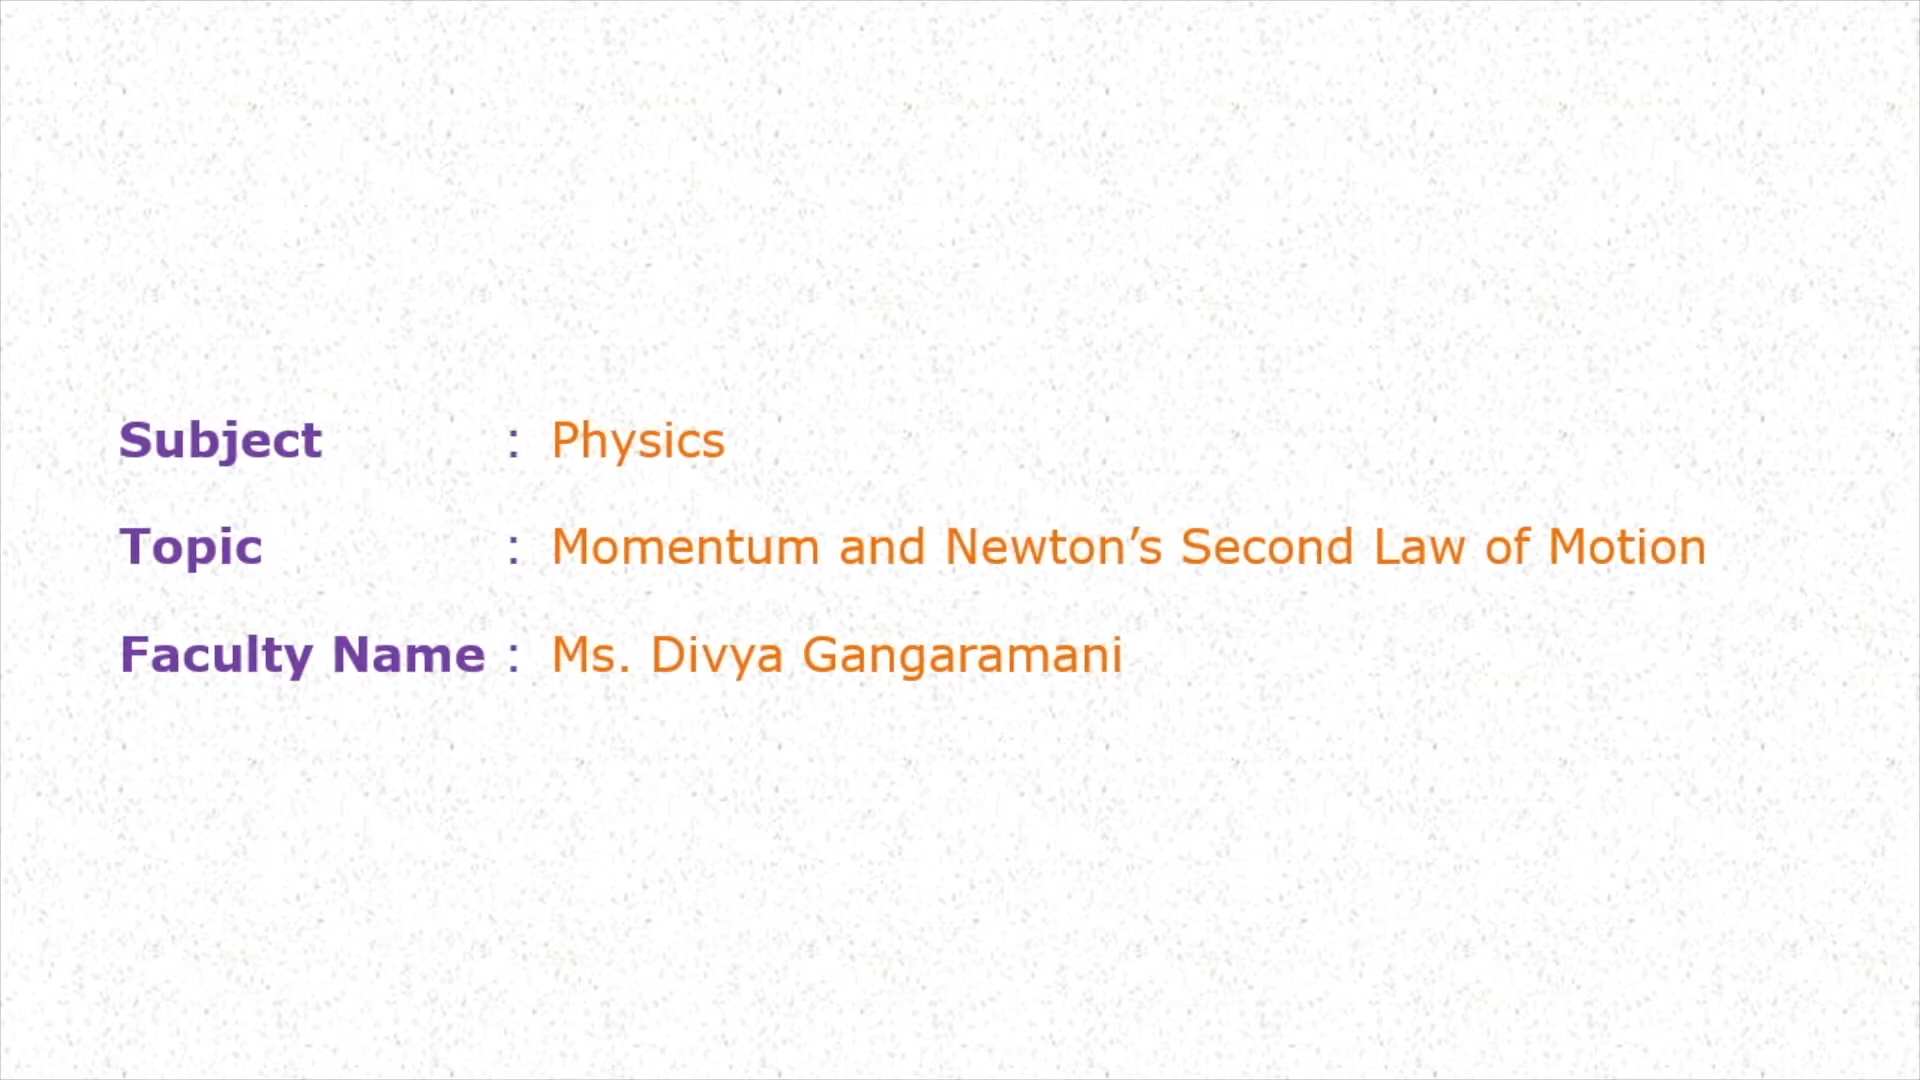 Subject : Physics
Topic : Momentum and Newton’s Second Law of Motion
Faculty Name : Ms. Divya Gangaramani